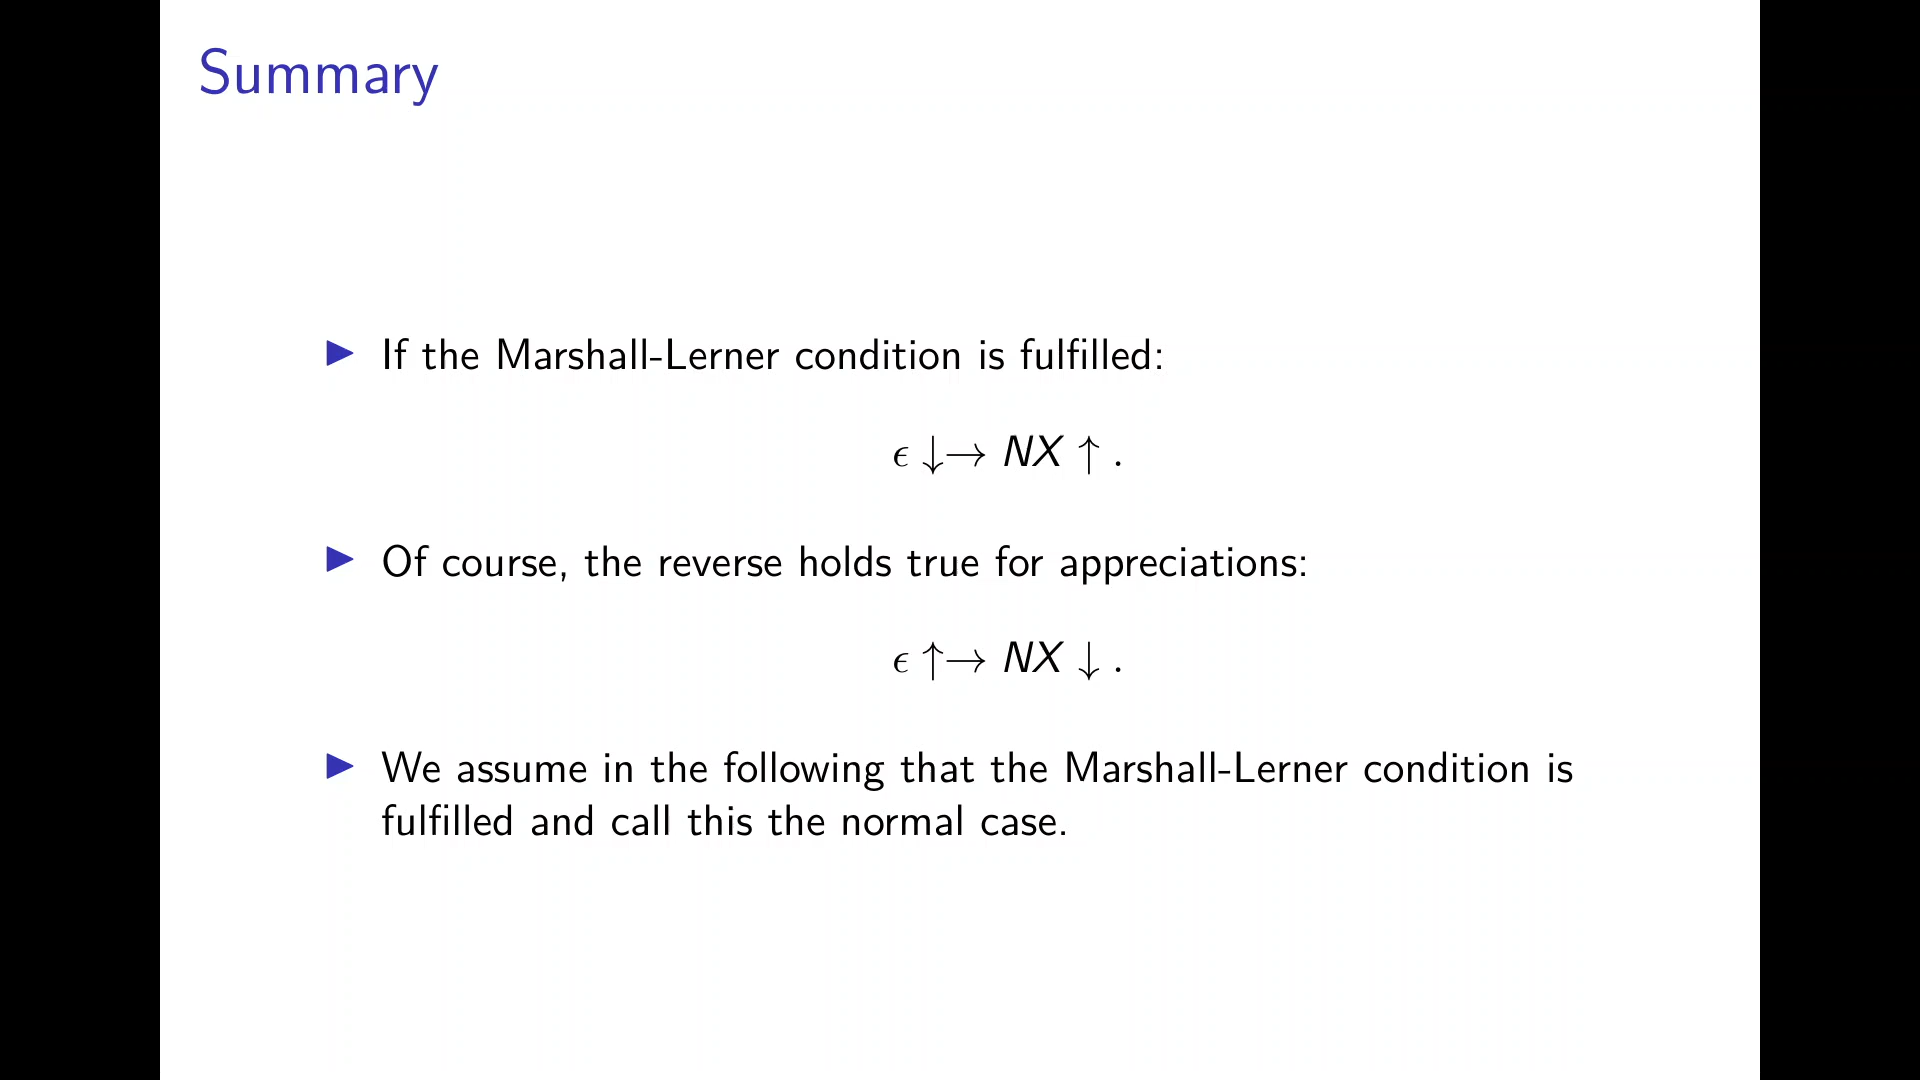 Summary
▶ If the Marshall-Lerner condition is fulfilled:
ϵ ↓→ NX ↑ .
▶ Of course, the reverse holds true for appreciations:
ϵ ↑→ NX ↓ .
▶ We assume in the following that the Marshall-Lerner condition is
fulfilled and call this the normal case.